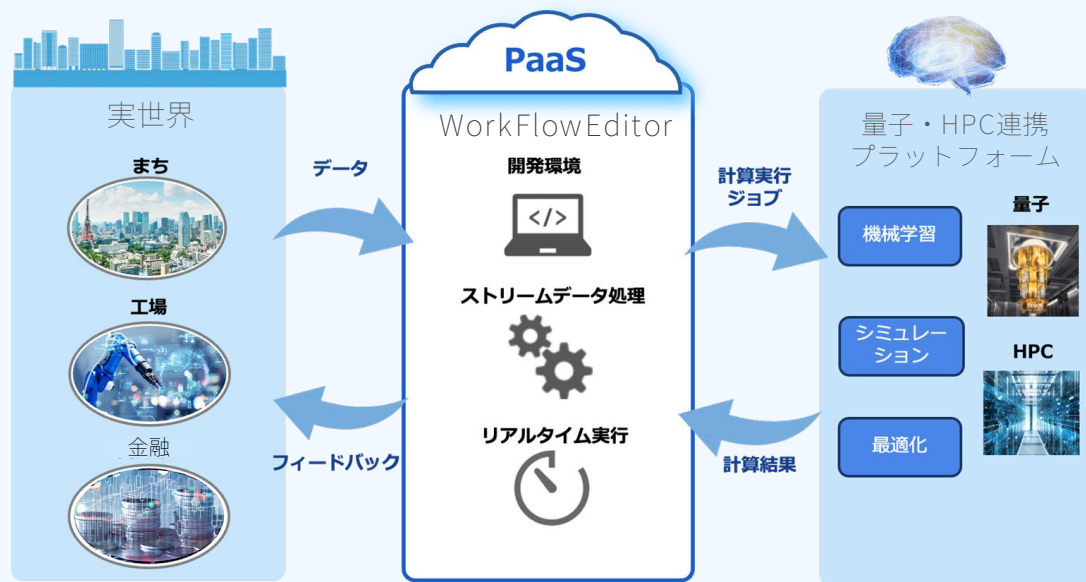 実世界
まち
工場
金融
データ
フィードバック
PaaS
WorkFlowEditor
開発環境
</>
ストリームデータ処理
リアルタイム実行
計算実行
ジョブ
計算結果
量子・HPC連携
プラットフォーム
機械学習
シミュレー
ション
最適化
量子
HPC